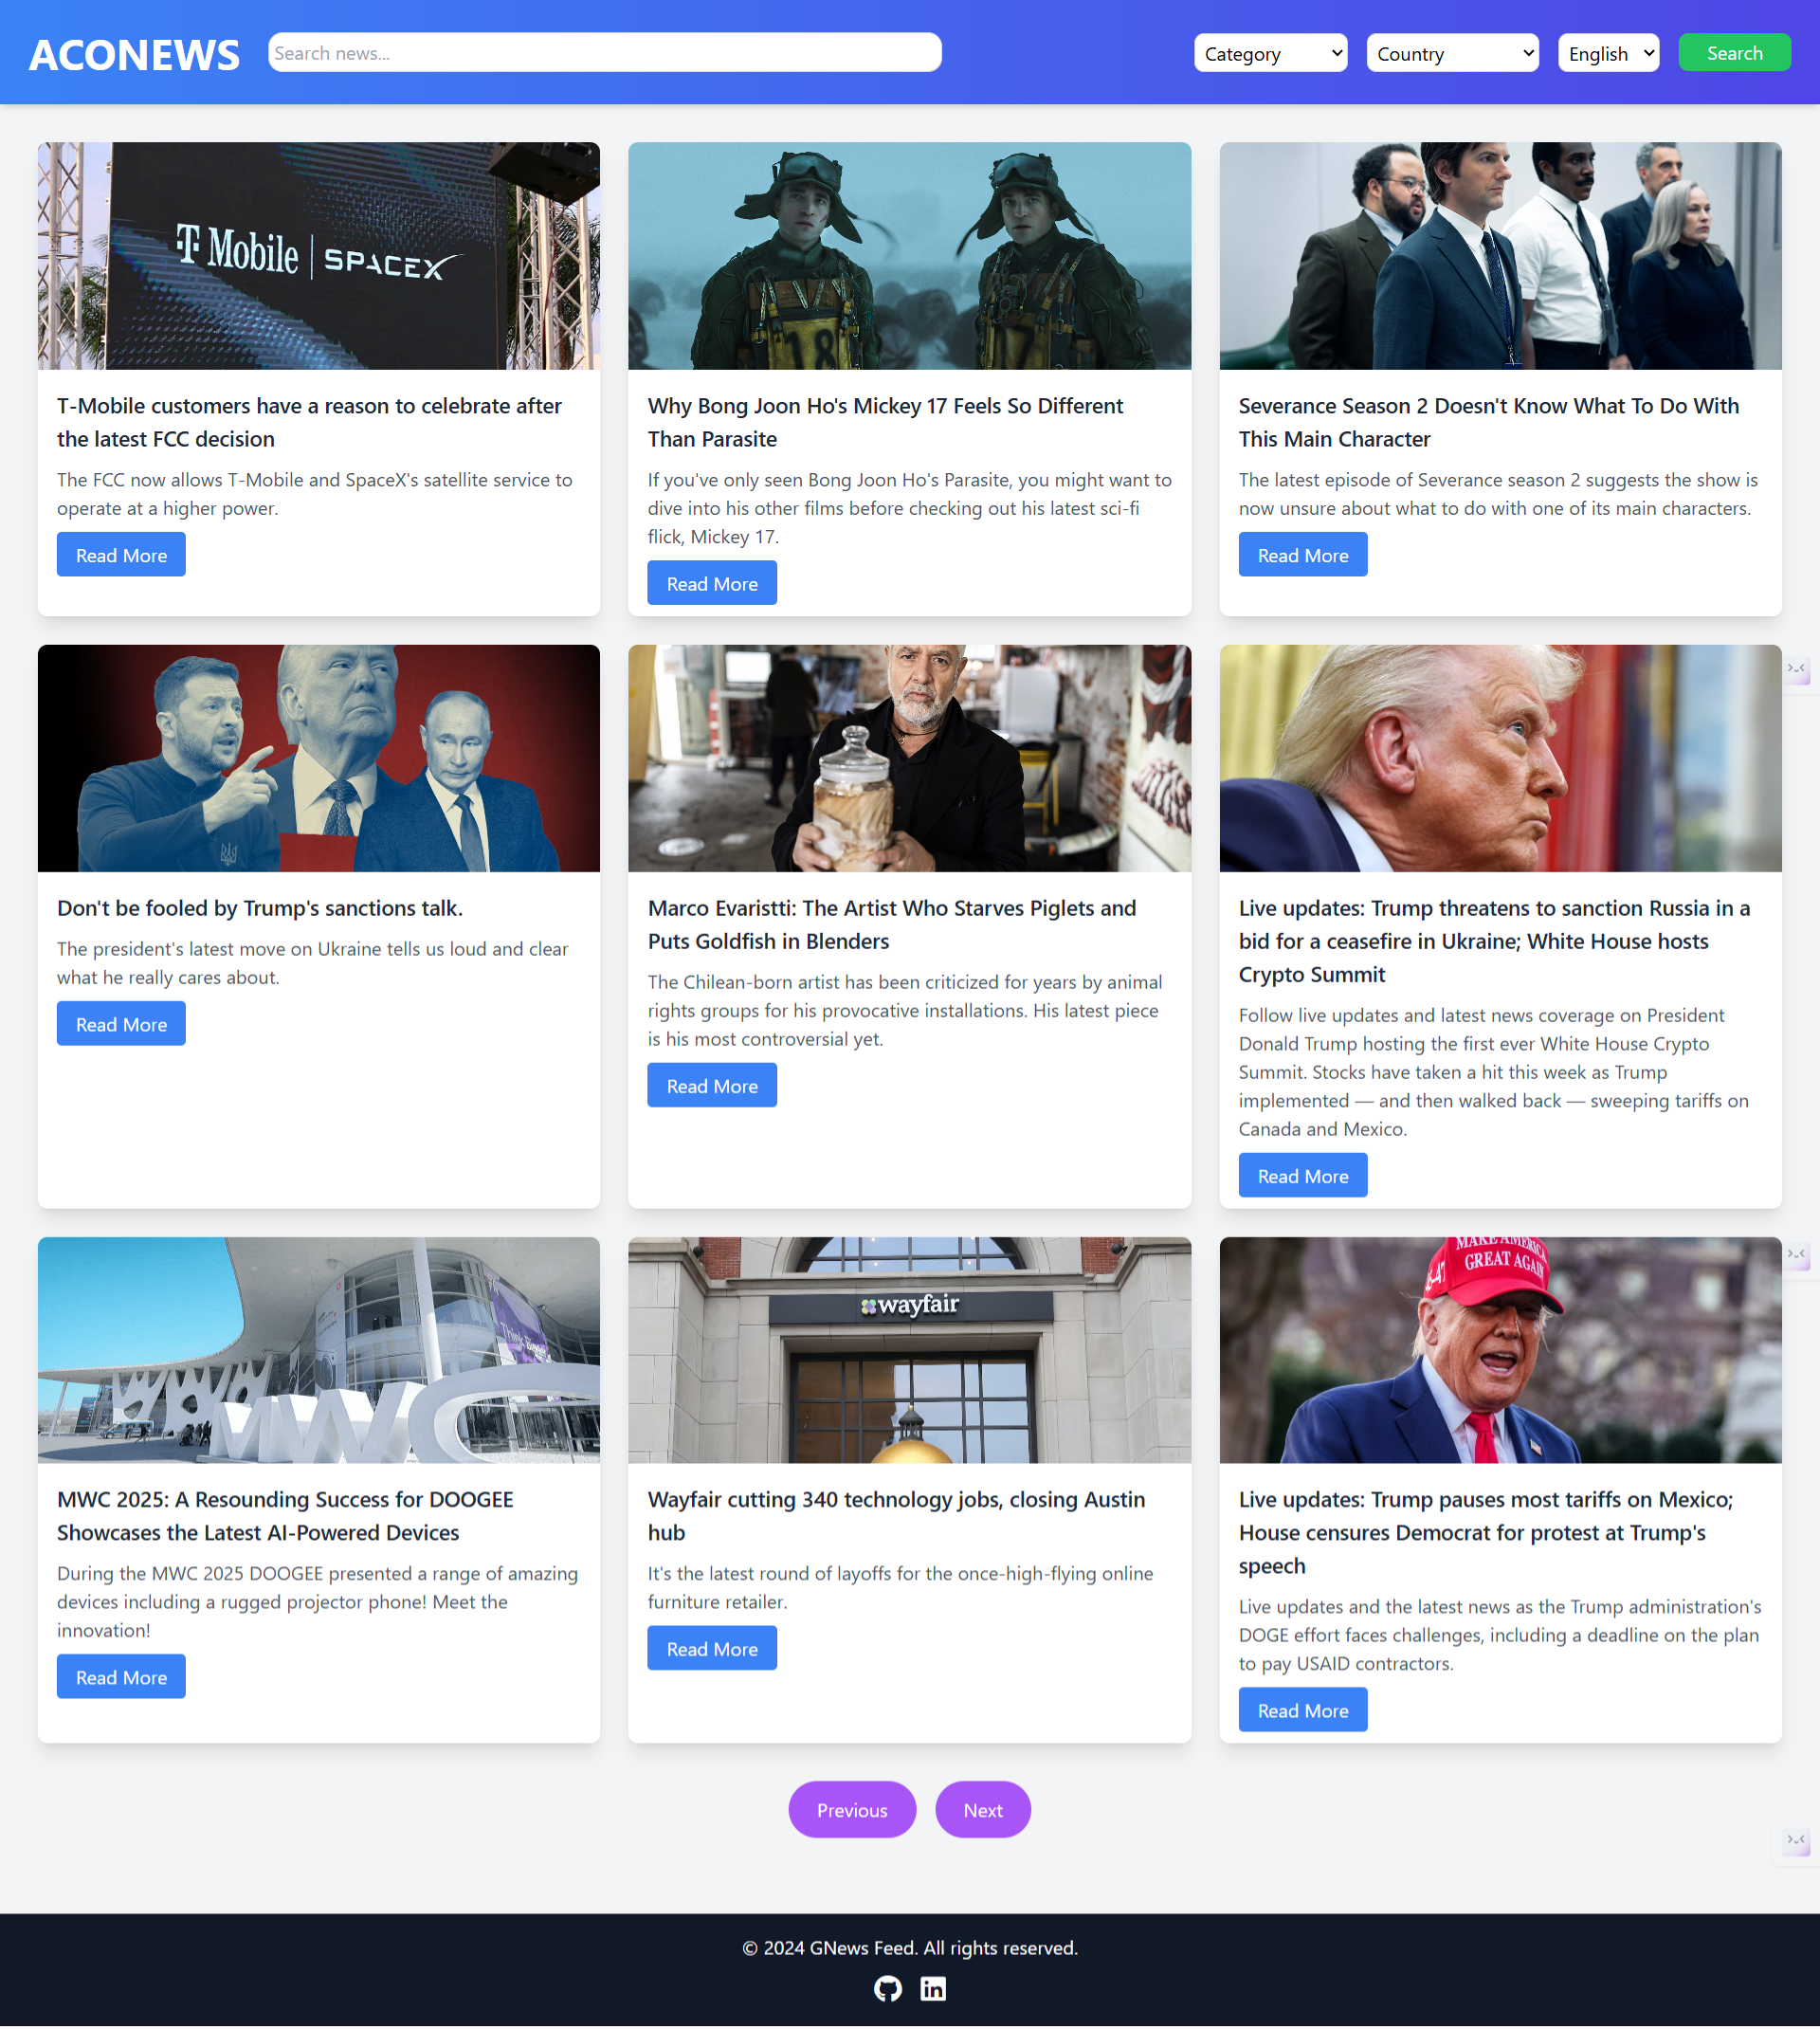 ACONEWS
Search news...
Category
Country
English
Search
T Mobile | SPACEX
18
17
T-Mobile customers have a reason to celebrate after
the latest FCC decision
The FCC now allows T-Mobile and SpaceX's satellite service to
operate at a higher power.
Read More
Why Bong Joon Ho's Mickey 17 Feels So Different
Than Parasite
If you've only seen Bong Joon Ho's Parasite, you might want to
dive into his other films before checking out his latest sci-fi
flick, Mickey 17.
Read More
Severance Season 2 Doesn't Know What To Do With
This Main Character
The latest episode of Severance season 2 suggests the show is
now unsure about what to do with one of its main characters.
Read More
Don't be fooled by Trump's sanctions talk.
The president's latest move on Ukraine tells us loud and clear
what he really cares about.
Read More
Marco Evaristti: The Artist Who Starves Piglets and
Puts Goldfish in Blenders
The Chilean-born artist has been criticized for years by animal
rights groups for his provocative installations. His latest piece
is his most controversial yet.
Read More
Live updates: Trump threatens to sanction Russia in a
bid for a ceasefire in Ukraine; White House hosts
Crypto Summit
Follow live updates and latest news coverage on President
Donald Trump hosting the first ever White House Crypto
Summit. Stocks have taken a hit this week as Trump
implemented — and then walked back — sweeping tariffs on
Canada and Mexico.
Read More
MWC
wayfair
MAKE AMERICA
GREAT AGAIN
MWC 2025: A Resounding Success for DOOGEE
Showcases the Latest AI-Powered Devices
During the MWC 2025 DOOGEE presented a range of amazing
devices including a rugged projector phone! Meet the
innovation!
Read More
Wayfair cutting 340 technology jobs, closing Austin
hub
It's the latest round of layoffs for the once-high-flying online
furniture retailer.
Read More
Live updates: Trump pauses most tariffs on Mexico;
House censures Democrat for protest at Trump's
speech
Live updates and the latest news as the Trump administration's
DOGE effort faces challenges, including a deadline on the plan
to pay USAID contractors.
Read More
Previous
Next
© 2024 GNews Feed. All rights reserved.
in